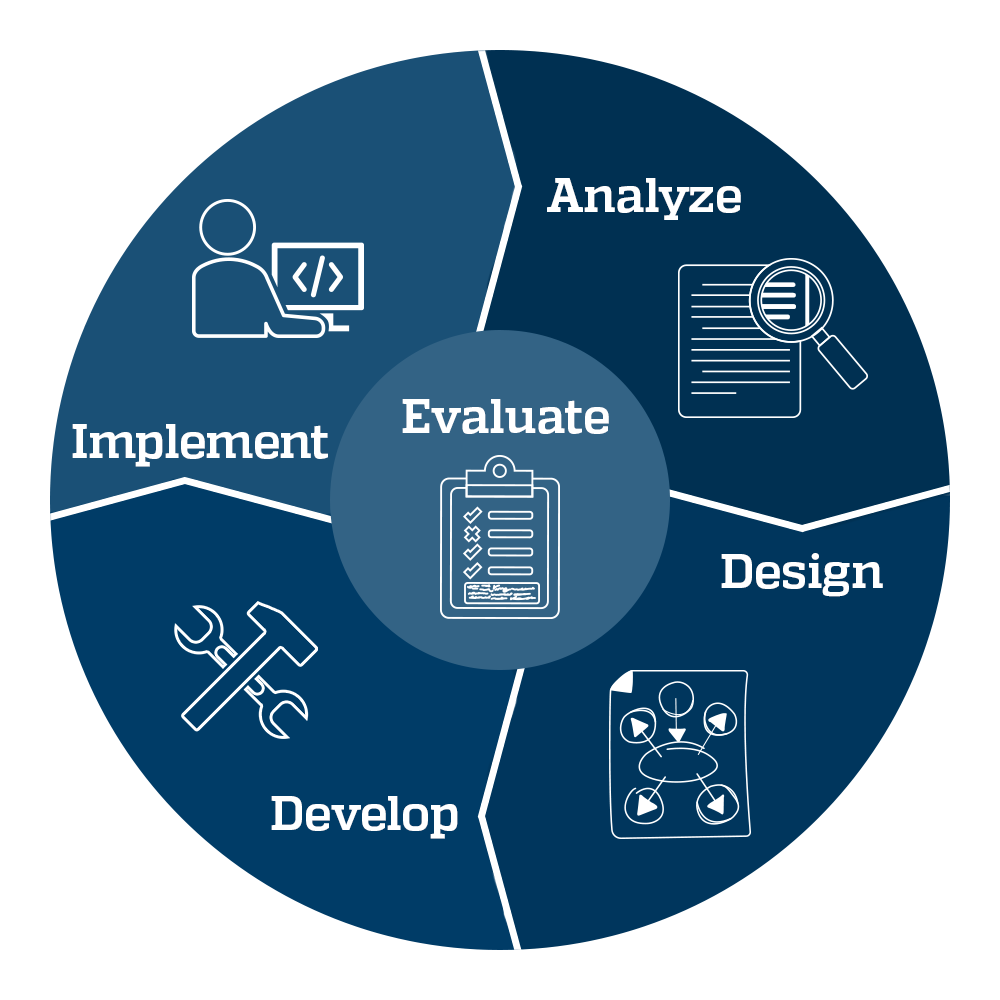 Analyze
Design
Develop
Implement
Evaluate
</>